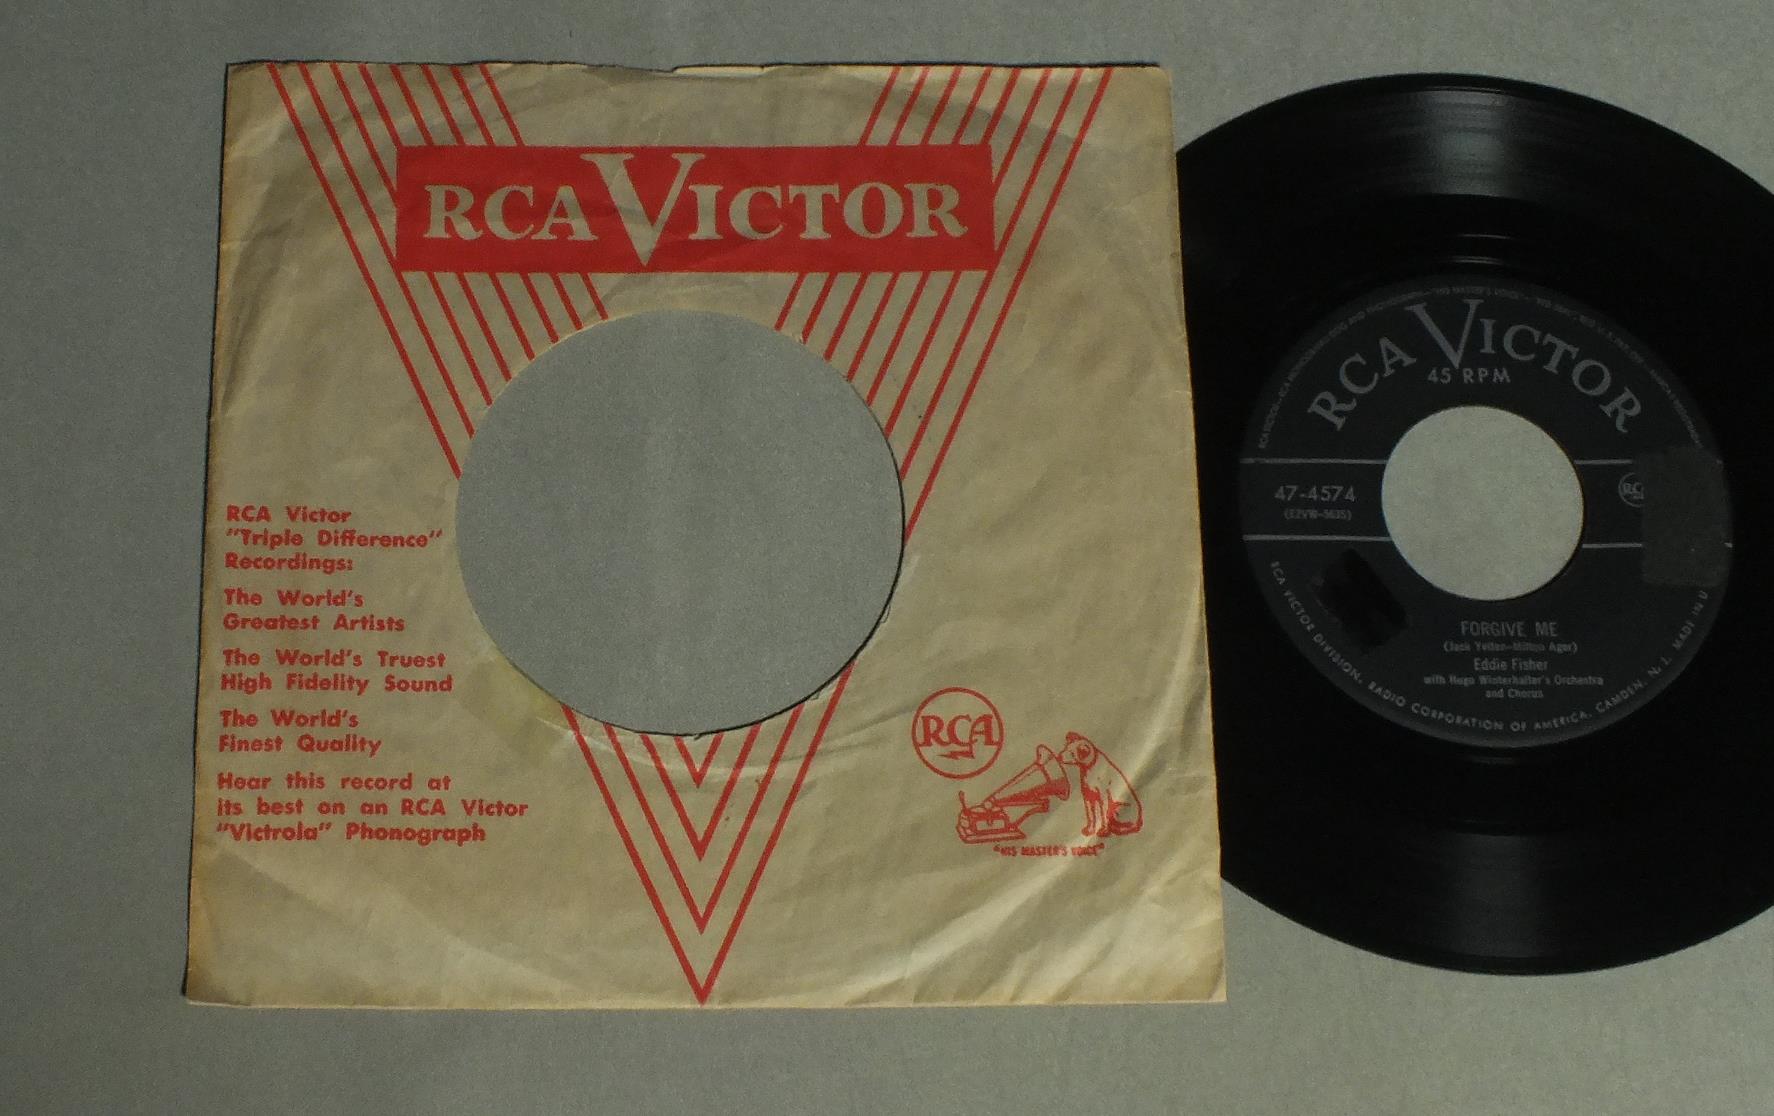 RCA VICTOR
RCA Victor
"Triple Difference"
Recordings:
The World's
Greatest Artists
The World's Truest
High Fidelity Sound
The World's
Finest Quality
Hear this record at
its best on an RCA Victor
"Victrola" Phonograph
RCA
"HIS MASTER'S VOICE"
RCA VICTOR
45 RPM
47-4574
(E2VW-5635)
FORGIVE ME
(Jack Yellen-Milton Ager)
Eddie Fisher
with Hugo Winterhalter's Orchestra
and Chorus
RCA VICTOR DIVISION, RADIO CORPORATION OF AMERICA, CAMDEN, N. J. MADE IN U